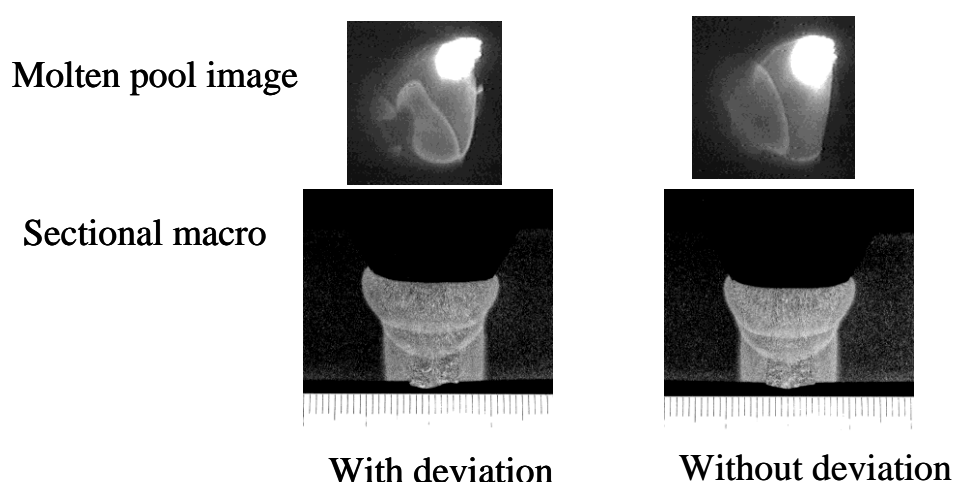 Molten pool image
Sectional macro
With deviation
Without deviation